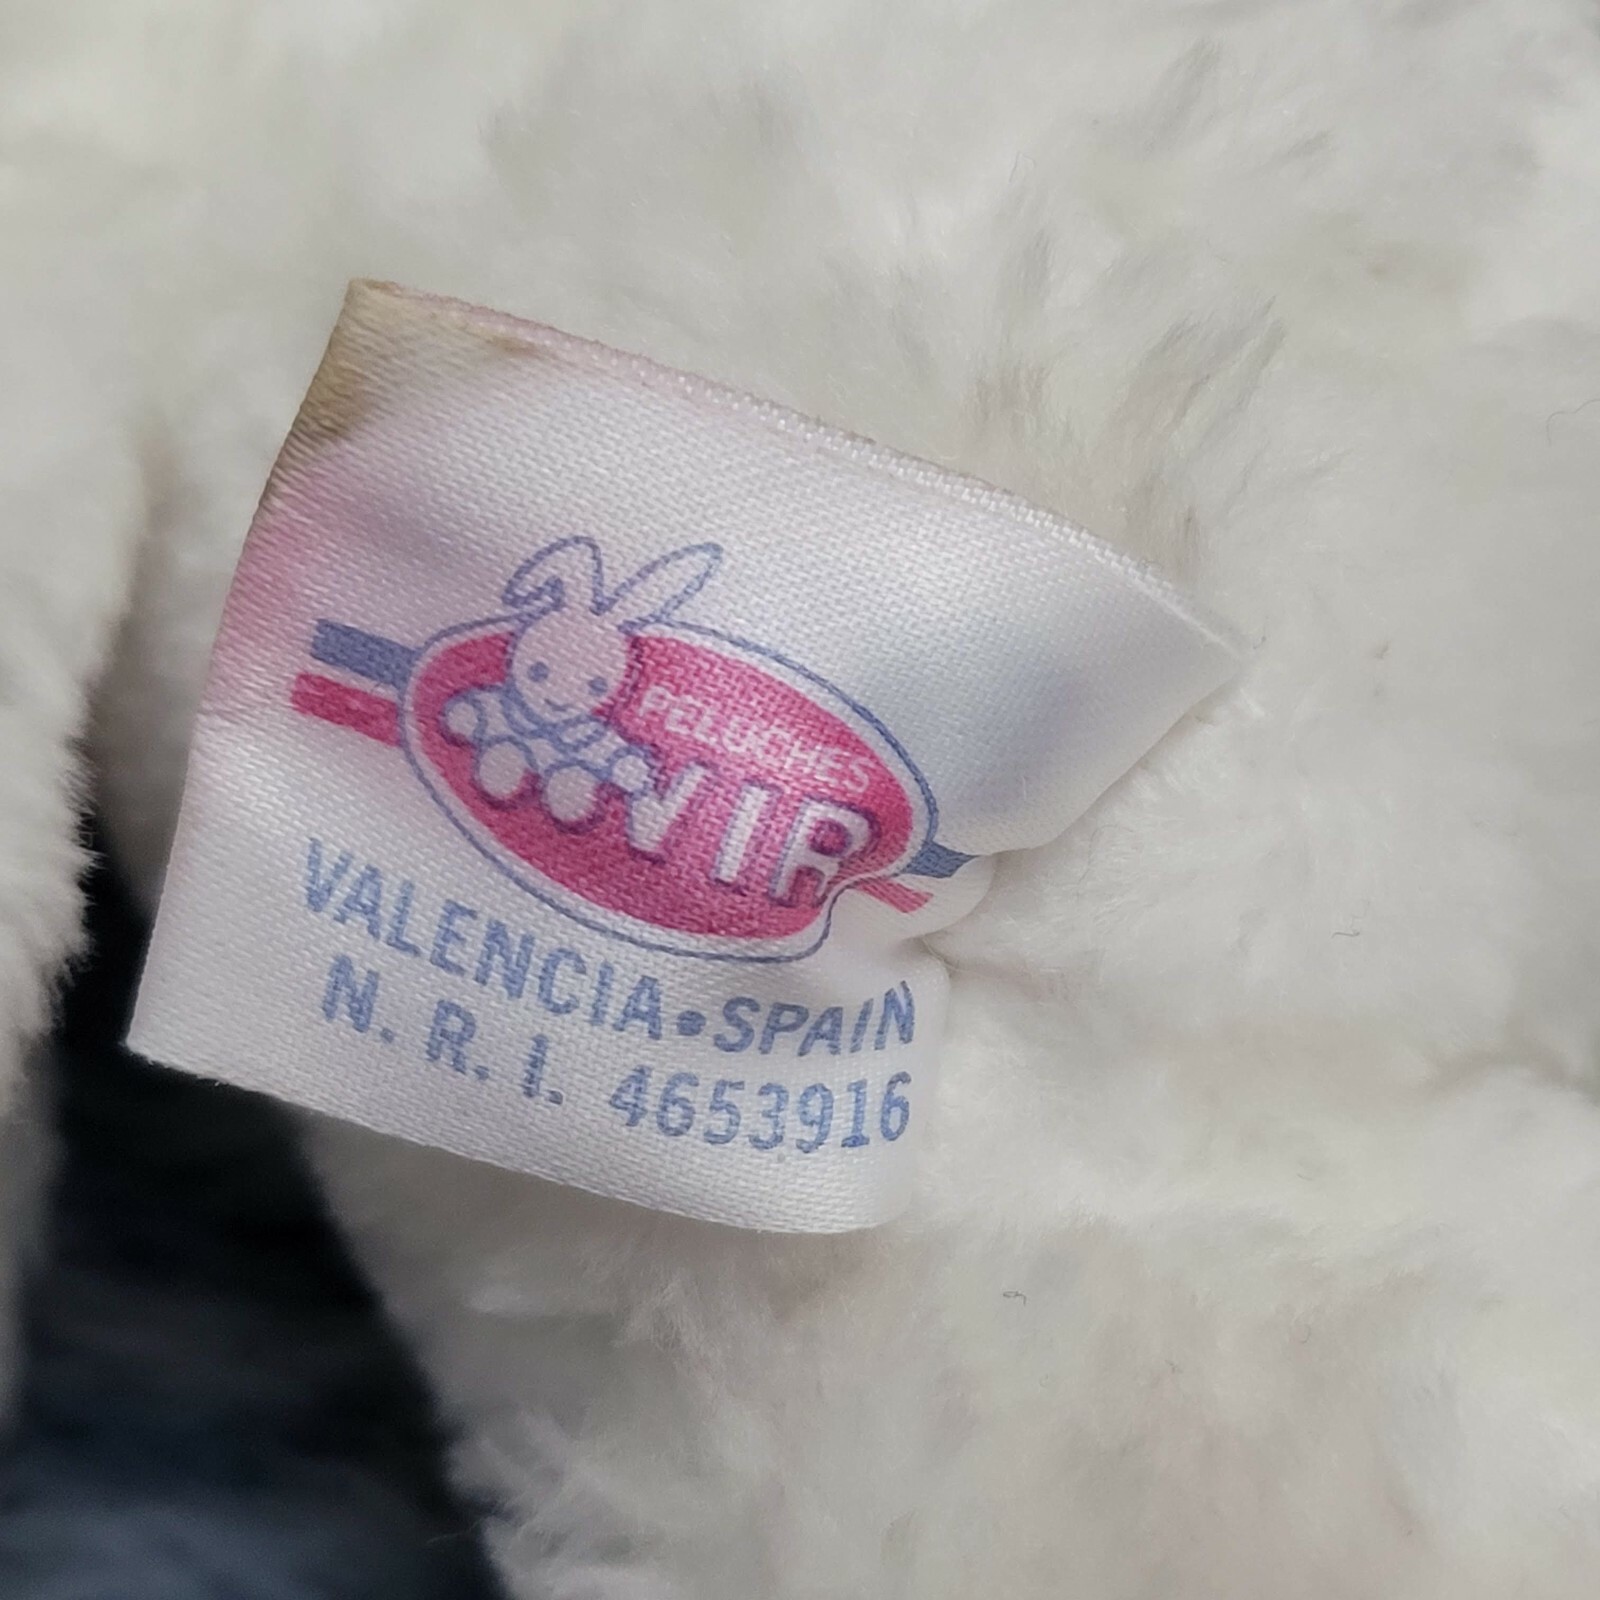 PELUCHES
VIR
VALENCIA•SPAIN
N. R. I. 4653916